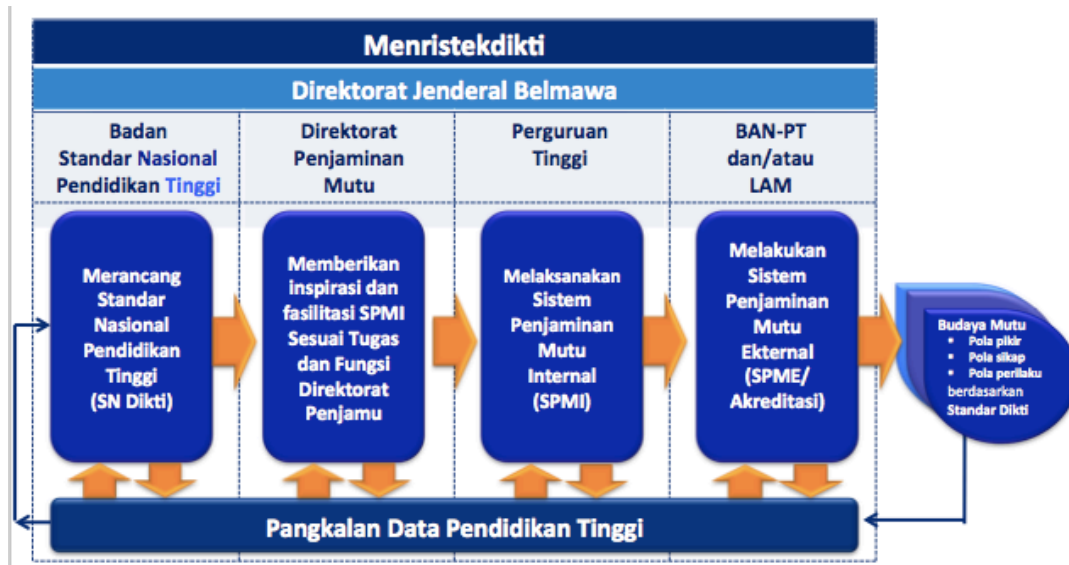 Menristekdikti
Direktorat Jenderal Belmawa
Badan
Standar Nasional
Pendidikan Tinggi
Direktorat
Penjaminan
Mutu
Perguruan
Tinggi
BAN-PT
dan/atau
LAM
Merancang
Standar
Nasional
Pendidikan
Tinggi
(SN Dikti)
Memberikan
inspirasi dan
fasilitasi SPMI
Sesuai Tugas
dan Fungsi
Direktorat
Penjamu
Melaksanakan
Sistem
Penjaminan
Mutu
Internal
(SPMI)
Melakukan
Sistem
Penjaminan
Mutu
Ekternal
(SPME/
Akreditasi)
Budaya Mutu
• Pola pikir
• Pola sikap
• Pola perilaku
berdasarkan
Standar Dikti
Pangkalan Data Pendidikan Tinggi